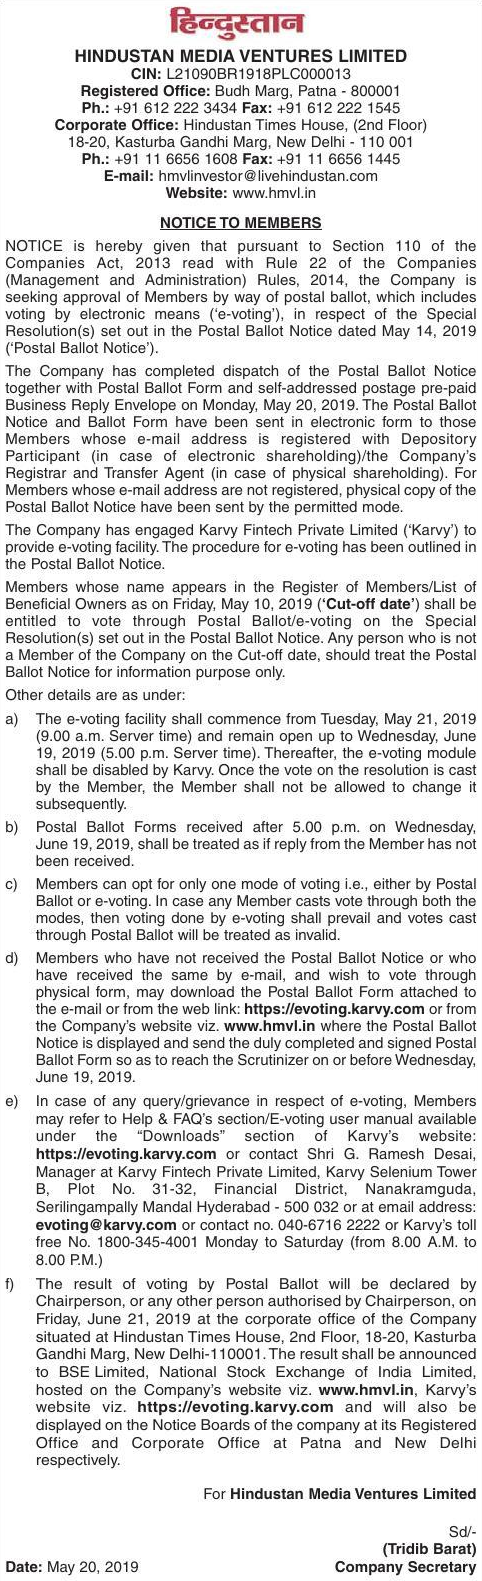 हिन्दुस्तान
HINDUSTAN MEDIA VENTURES LIMITED
CIN: L21090BR1918PLC000013
Registered Office: Budh Marg, Patna - 800001
Ph.: +91 612 222 3434 Fax: +91 612 222 1545
Corporate Office: Hindustan Times House, (2nd Floor)
18-20, Kasturba Gandhi Marg, New Delhi - 110 001
Ph.: +91 11 6656 1608 Fax: +91 11 6656 1445
E-mail: hmvlinvestor@livehindustan.com
Website: www.hmvl.in
NOTICE TO MEMBERS
NOTICE is hereby given that pursuant to Section 110 of the
Companies Act, 2013 read with Rule 22 of the Companies
(Management and Administration) Rules, 2014, the Company is
seeking approval of Members by way of postal ballot, which includes
voting by electronic means (‘e-voting’), in respect of the Special
Resolution(s) set out in the Postal Ballot Notice dated May 14, 2019
(‘Postal Ballot Notice’).
The Company has completed dispatch of the Postal Ballot Notice
together with Postal Ballot Form and self-addressed postage pre-paid
Business Reply Envelope on Monday, May 20, 2019. The Postal Ballot
Notice and Ballot Form have been sent in electronic form to those
Members whose e-mail address is registered with Depository
Participant (in case of electronic shareholding)/the Company’s
Registrar and Transfer Agent (in case of physical shareholding). For
Members whose e-mail address are not registered, physical copy of the
Postal Ballot Notice have been sent by the permitted mode.
The Company has engaged Karvy Fintech Private Limited (‘Karvy’) to
provide e-voting facility. The procedure for e-voting has been outlined in
the Postal Ballot Notice.
Members whose name appears in the Register of Members/List of
Beneficial Owners as on Friday, May 10, 2019 (‘Cut-off date’) shall be
entitled to vote through Postal Ballot/e-voting on the Special
Resolution(s) set out in the Postal Ballot Notice. Any person who is not
a Member of the Company on the Cut-off date, should treat the Postal
Ballot Notice for information purpose only.
Other details are as under:
a) The e-voting facility shall commence from Tuesday, May 21, 2019
(9.00 a.m. Server time) and remain open up to Wednesday, June
19, 2019 (5.00 p.m. Server time). Thereafter, the e-voting module
shall be disabled by Karvy. Once the vote on the resolution is cast
by the Member, the Member shall not be allowed to change it
subsequently.
b) Postal Ballot Forms received after 5.00 p.m. on Wednesday,
June 19, 2019, shall be treated as if reply from the Member has not
been received.
c) Members can opt for only one mode of voting i.e., either by Postal
Ballot or e-voting. In case any Member casts vote through both the
modes, then voting done by e-voting shall prevail and votes cast
through Postal Ballot will be treated as invalid.
d) Members who have not received the Postal Ballot Notice or who
have received the same by e-mail, and wish to vote through
physical form, may download the Postal Ballot Form attached to
the e-mail or from the web link: https://evoting.karvy.com or from
the Company’s website viz. www.hmvl.in where the Postal Ballot
Notice is displayed and send the duly completed and signed Postal
Ballot Form so as to reach the Scrutinizer on or before Wednesday,
June 19, 2019.
e) In case of any query/grievance in respect of e-voting, Members
may refer to Help & FAQ’s section/E-voting user manual available
under the “Downloads” section of Karvy’s website:
https://evoting.karvy.com or contact Shri G. Ramesh Desai,
Manager at Karvy Fintech Private Limited, Karvy Selenium Tower
B, Plot No. 31-32, Financial District, Nanakramguda,
Serilingampally Mandal Hyderabad - 500 032 or at email address:
evoting@karvy.com or contact no. 040-6716 2222 or Karvy’s toll
free No. 1800-345-4001 Monday to Saturday (from 8.00 A.M. to
8.00 P.M.)
f) The result of voting by Postal Ballot will be declared by
Chairperson, or any other person authorised by Chairperson, on
Friday, June 21, 2019 at the corporate office of the Company
situated at Hindustan Times House, 2nd Floor, 18-20, Kasturba
Gandhi Marg, New Delhi-110001. The result shall be announced
to BSE Limited, National Stock Exchange of India Limited,
hosted on the Company’s website viz. www.hmvl.in, Karvy’s
website viz. https://evoting.karvy.com and will also be
displayed on the Notice Boards of the company at its Registered
Office and Corporate Office at Patna and New Delhi
respectively.
For Hindustan Media Ventures Limited
Sd/-
(Tridib Barat)
Date: May 20, 2019 Company Secretary